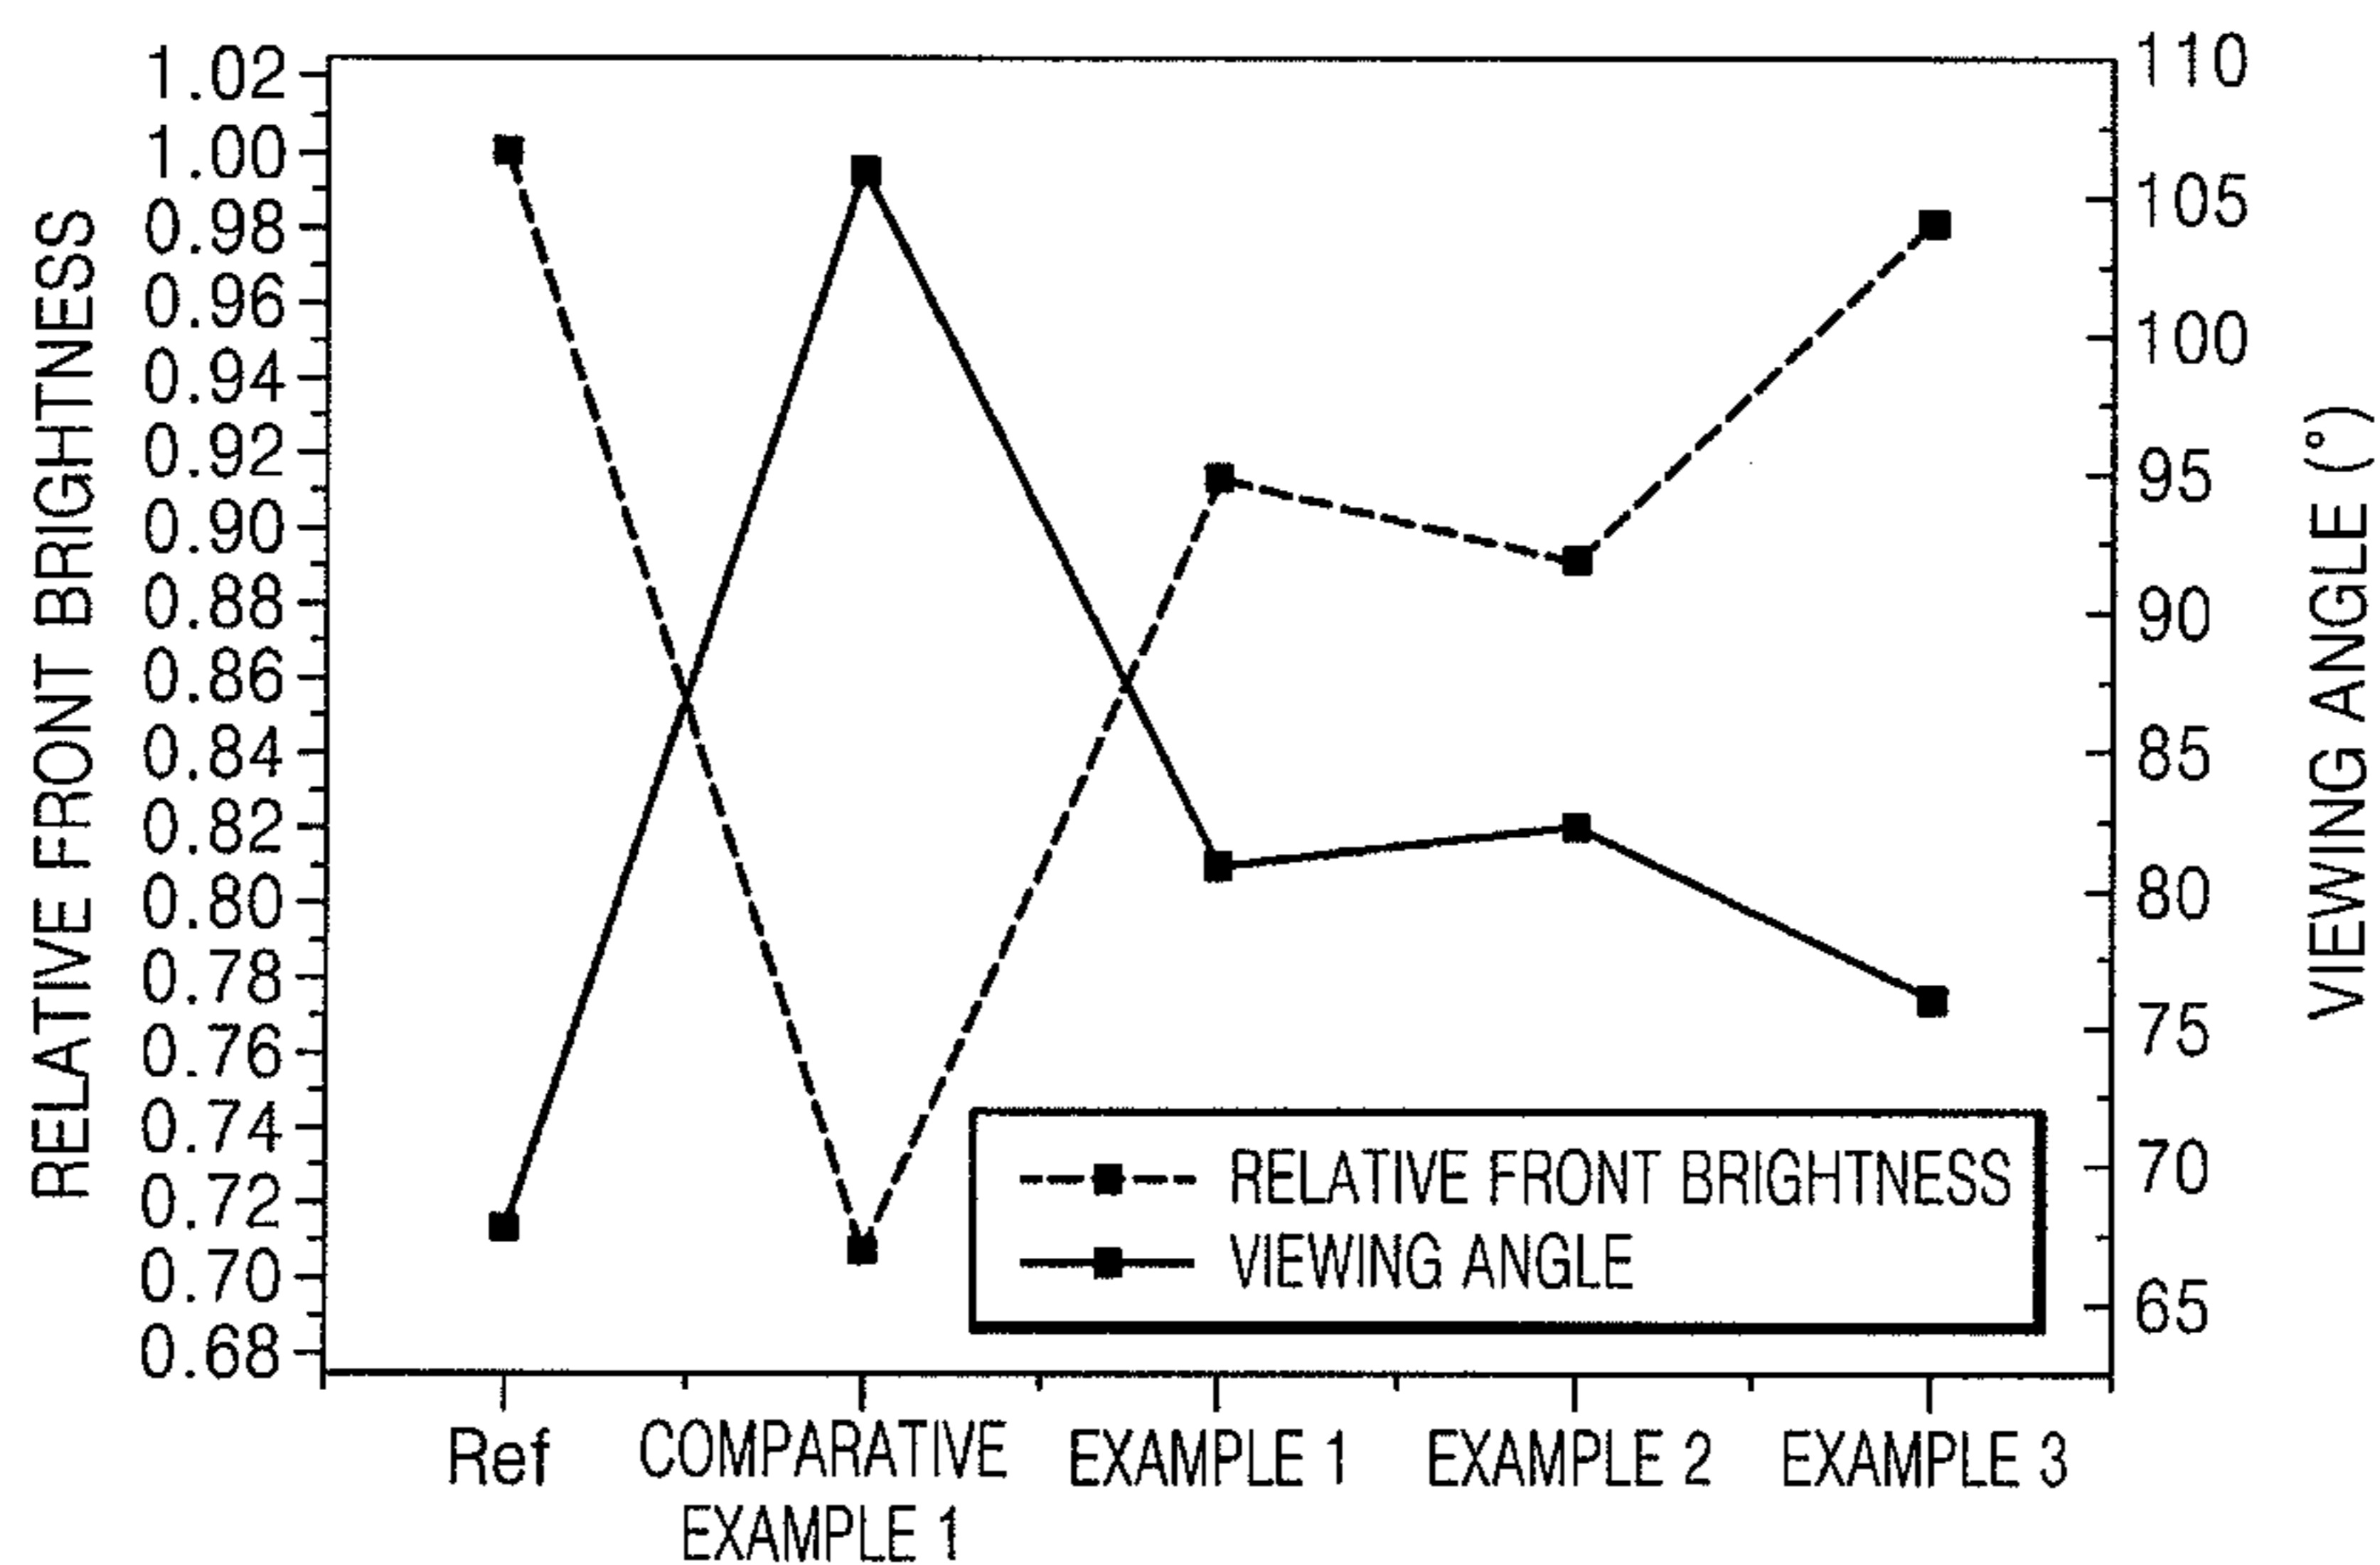 RELATIVE FRONT BRIGHTNESS
1.02
1.00
0.98
0.96
0.94
0.92
0.90
0.88
0.86
0.84
0.82
0.80
0.78
0.76
0.74
0.72
0.70
0.68
110
105
100
95
90
85
80
75
70
65
VIEWING ANGLE (°)
RELATIVE FRONT BRIGHTNESS
VIEWING ANGLE
Ref
COMPARATIVE
EXAMPLE 1
EXAMPLE 1
EXAMPLE 2
EXAMPLE 3